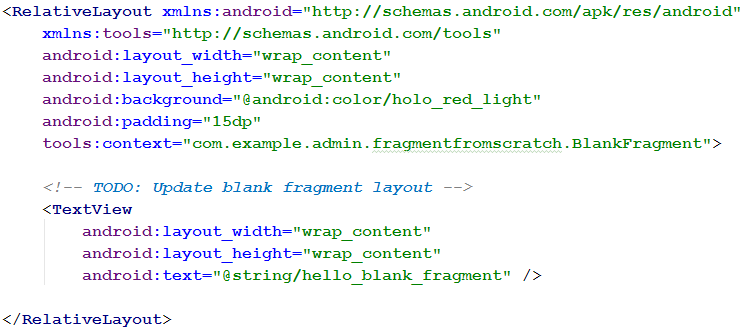 <RelativeLayout xmlns:android="http://schemas.android.com/apk/res/android"
    xmlns:tools="http://schemas.android.com/tools"
    android:layout_width="wrap_content"
    android:layout_height="wrap_content"
    android:background="@android:color/holo_red_light"
    android:padding="15dp"
    tools:context="com.example.admin.fragmentfromscratch.BlankFragment">

    <!-- TODO: Update blank fragment layout -->
    <TextView
        android:layout_width="wrap_content"
        android:layout_height="wrap_content"
        android:text="@string/hello_blank_fragment" />

</RelativeLayout>